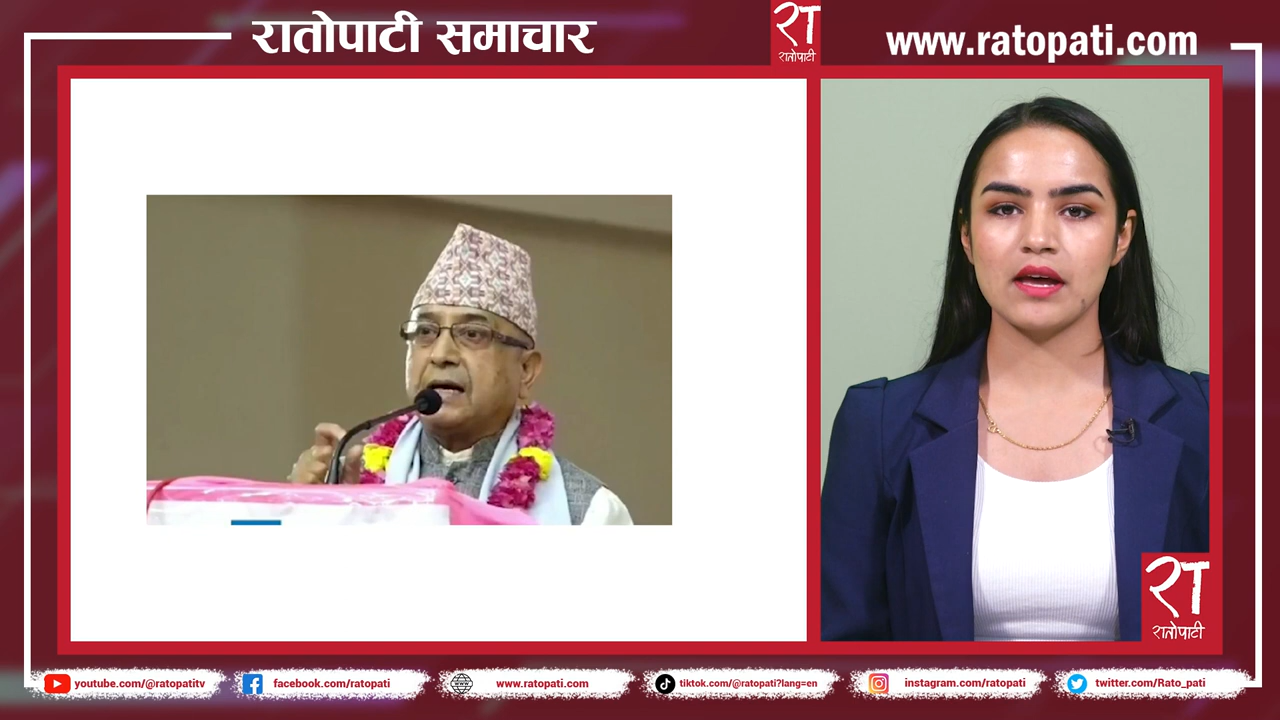 रातोपाटी समाचार
रा
रातोपाटी
www.ratopati.com
रा
रातोपाटी
youtube.com/@ratopatitv
facebook.com/ratopati
www.ratopati.com
tiktok.com/@ratopati?lang=en
instagram.com/ratopati
twitter.com/Rato_pati